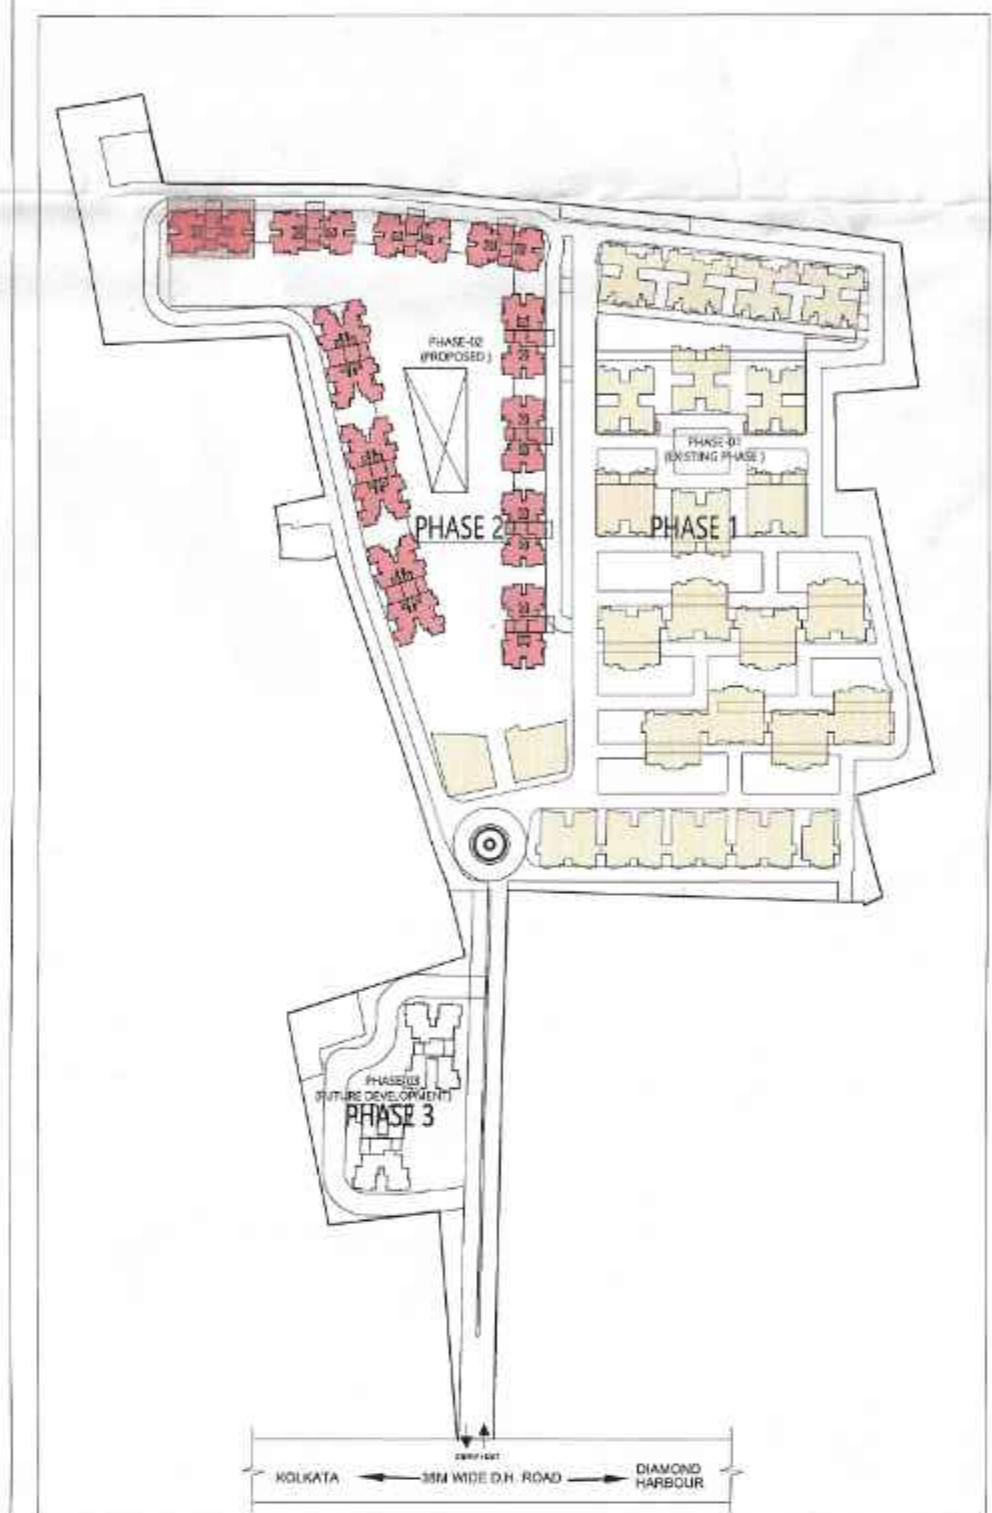 PHASE-02
(PROPOSED)
PHASE-01
(EXISTING PHASE)
PHASE 2
PHASE 1
PHASE-03
(FUTURE DEVELOPMENT)
PHASE 3
KOLKATA
WIDE D.H. ROAD
DIAMOND
HARBOUR